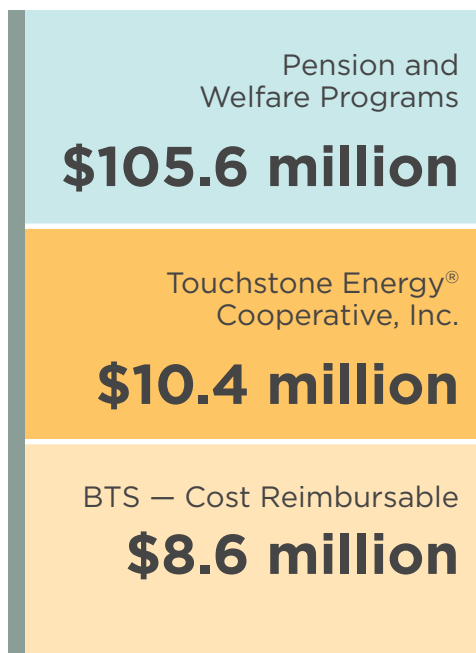 Pension and
Welfare Programs
$105.6 million
Touchstone Energy®
Cooperative, Inc.
$10.4 million
BTS — Cost Reimbursable
$8.6 million